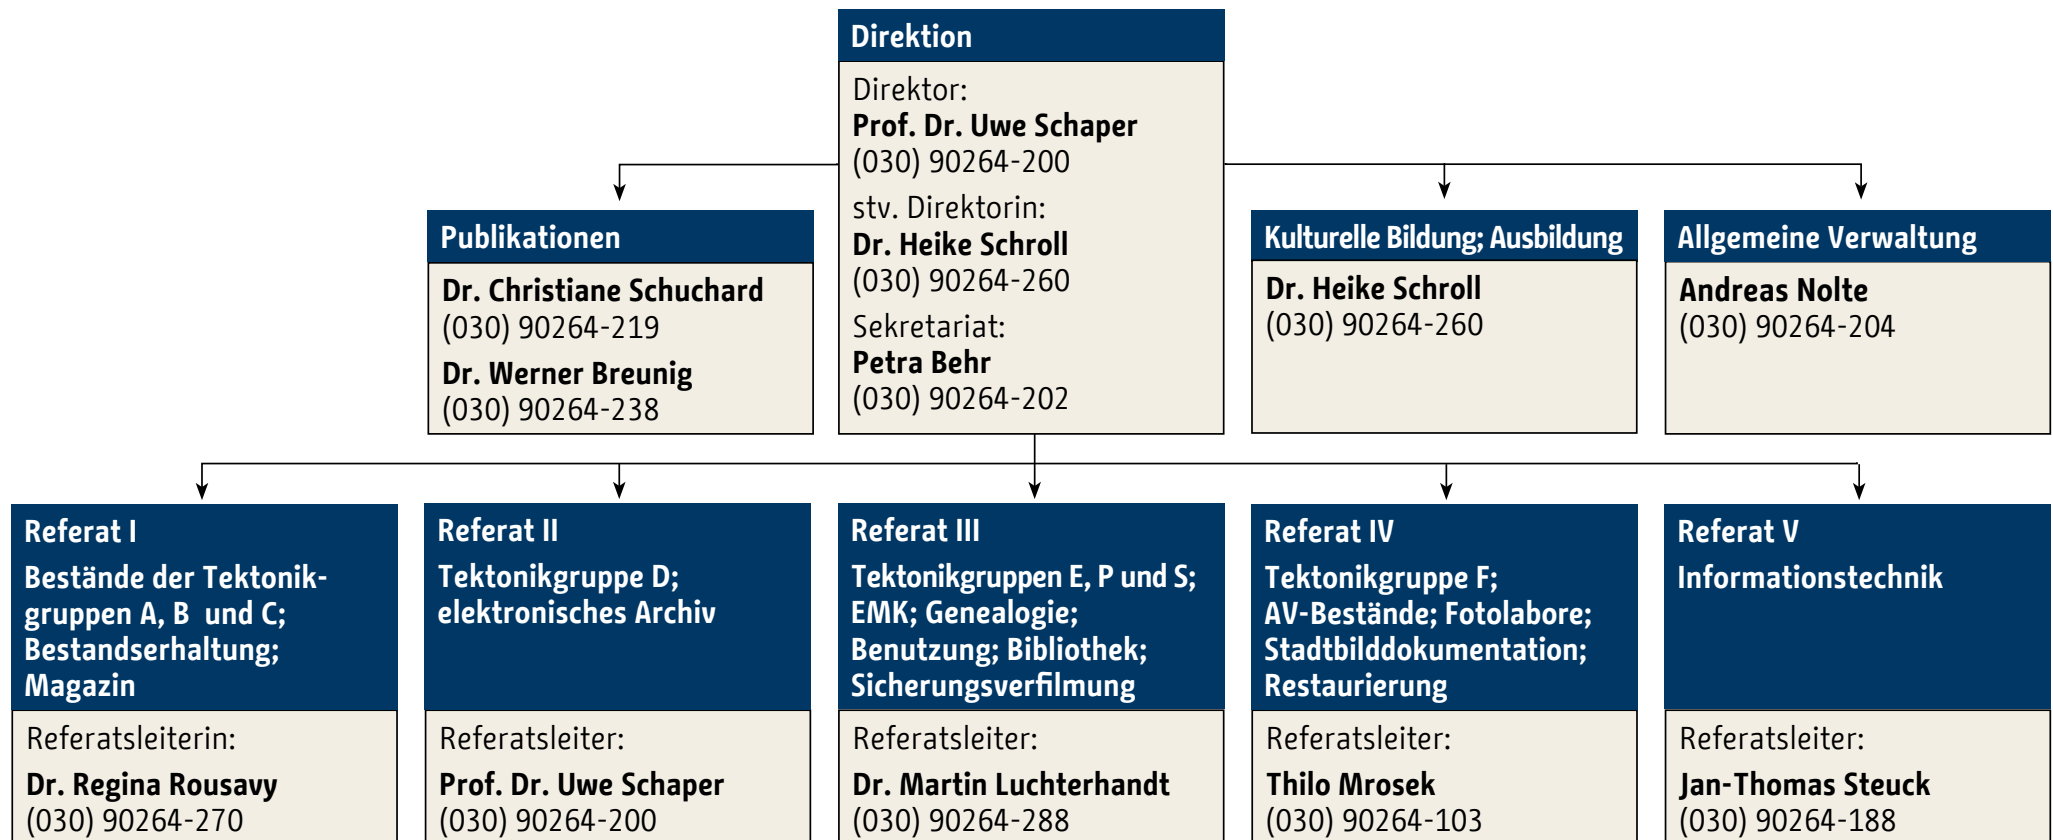 Direktion
Direktor:
Prof. Dr. Uwe Schaper
(030) 90264-200
stv. Direktorin:
Dr. Heike Schroll
(030) 90264-260
Sekretariat:
Petra Behr
(030) 90264-202
Publikationen
Dr. Christiane Schuchard
(030) 90264-219
Dr. Werner Breunig
(030) 90264-238
Kulturelle Bildung; Ausbildung
Dr. Heike Schroll
(030) 90264-260
Allgemeine Verwaltung
Andreas Nolte
(030) 90264-204
Referat I
Bestände der Tektonik-
gruppen A, B und C;
Bestandserhaltung;
Magazin
Referatsleiterin:
Dr. Regina Rousavy
(030) 90264-270
Referat II
Tektonikgruppe D;
elektronisches Archiv
Referatsleiter:
Prof. Dr. Uwe Schaper
(030) 90264-200
Referat III
Tektonikgruppen E, P und S;
EMK; Genealogie;
Benutzung; Bibliothek;
Sicherungsverfilmung
Referatsleiter:
Dr. Martin Luchterhandt
(030) 90264-288
Referat IV
Tektonikgruppe F;
AV-Bestände; Fotolabore;
Stadtbilddokumentation;
Restaurierung
Referatsleiter:
Thilo Mrosek
(030) 90264-103
Referat V
Informationstechnik
Referatsleiter:
Jan-Thomas Steuck
(030) 90264-188